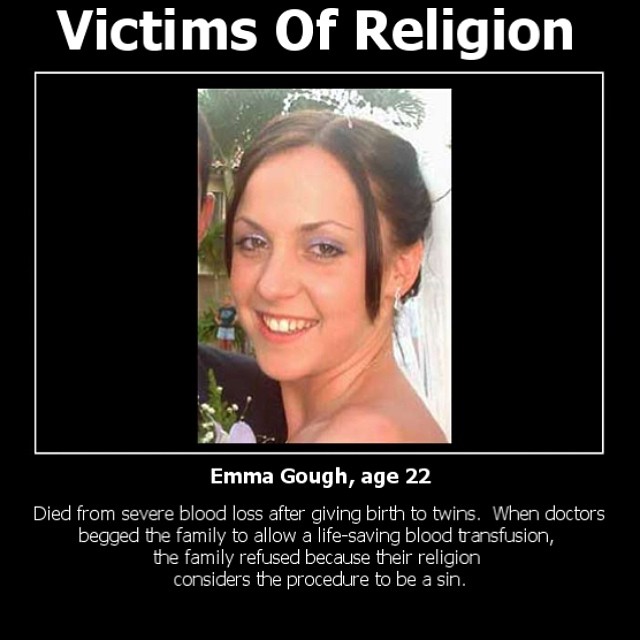 Victims Of Religion
Emma Gough, age 22
Died from severe blood loss after giving birth to twins.  When doctors
begged the family to allow a life-saving blood transfusion,
the family refused because their religion
considers the procedure to be a sin.